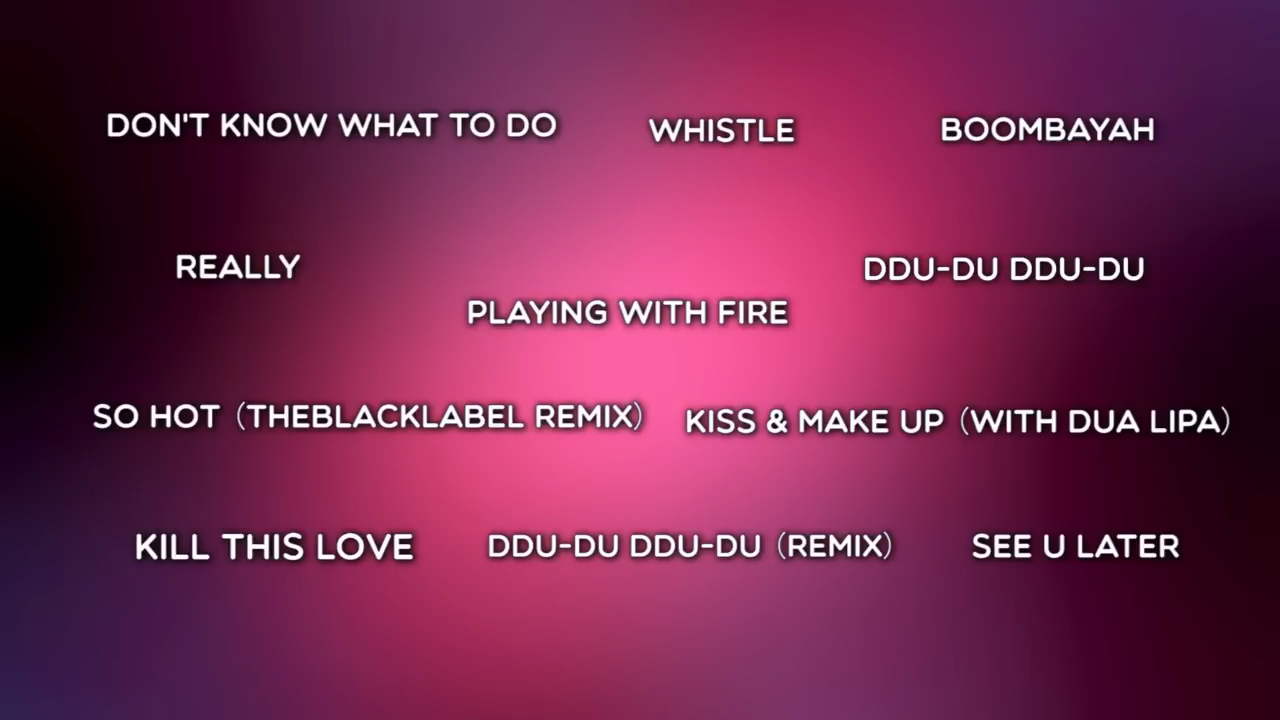 DON'T KNOW WHAT TO DO
WHISTLE
BOOMBAYAH
REALLY
DDU-DU DDU-DU
PLAYING WITH FIRE
SO HOT (THEBLACKLABEL REMIX)
KISS & MAKE UP (WITH DUA LIPA)
KILL THIS LOVE
DDU-DU DDU-DU (REMIX)
SEE U LATER